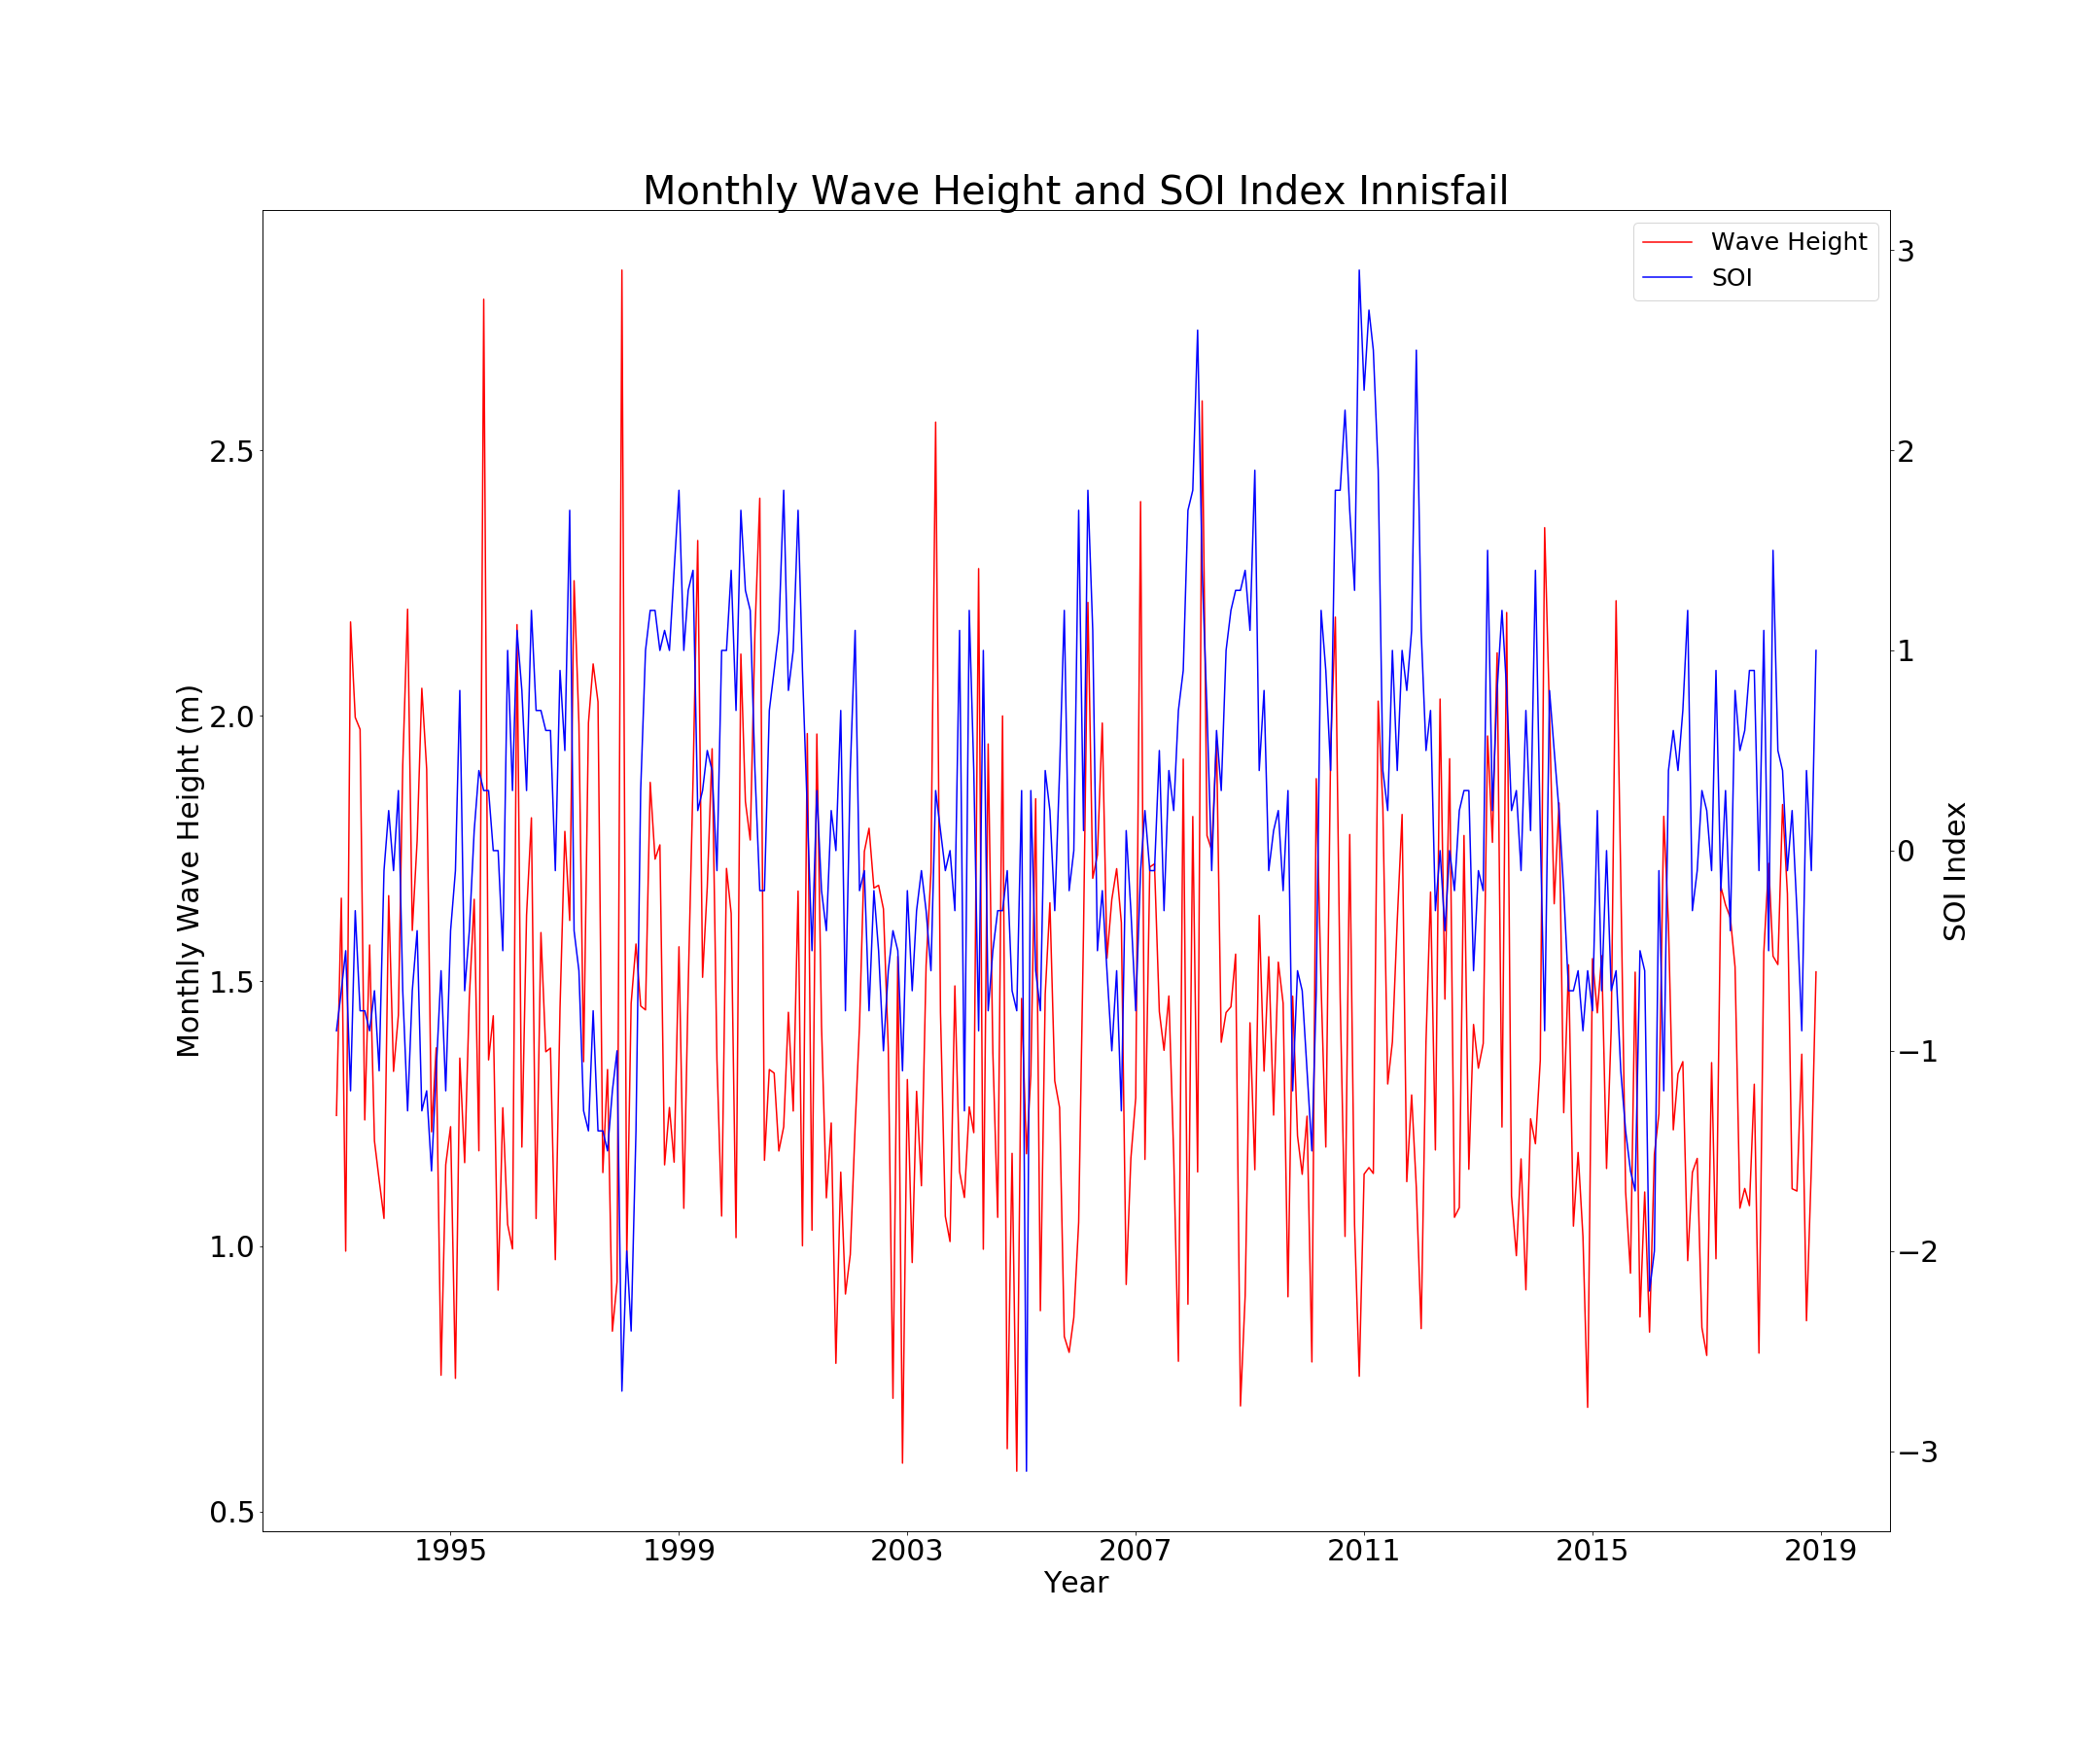 Monthly Wave Height and SOI Index Innisfail
Wave Height
SOI
Monthly Wave Height (m)
2.5
2.0
1.5
1.0
0.5
3
2
1
0
−1
−2
−3
SOI Index
1995 1999 2003 2007 2011 2015 2019
Year